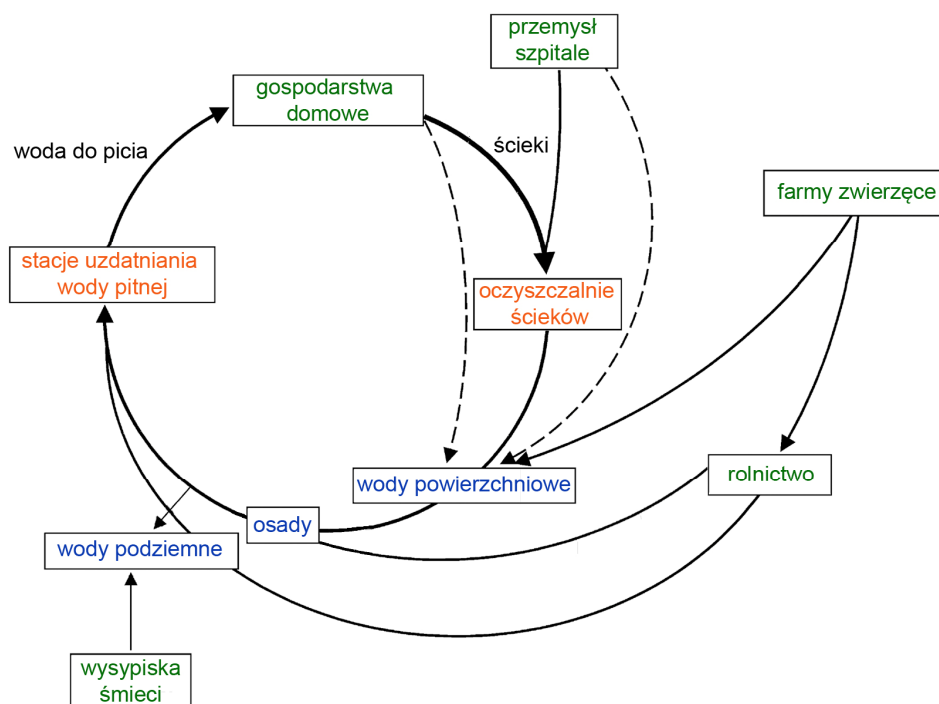 przemysł
szpitale
gospodarstwa
domowe
woda do picia
ścieki
farmy zwierzęce
stacje uzdatniania
wody pitnej
oczyszczalnie
ścieków
wody powierzchniowe
rolnictwo
osady
wody podziemne
wysypiska
śmieci